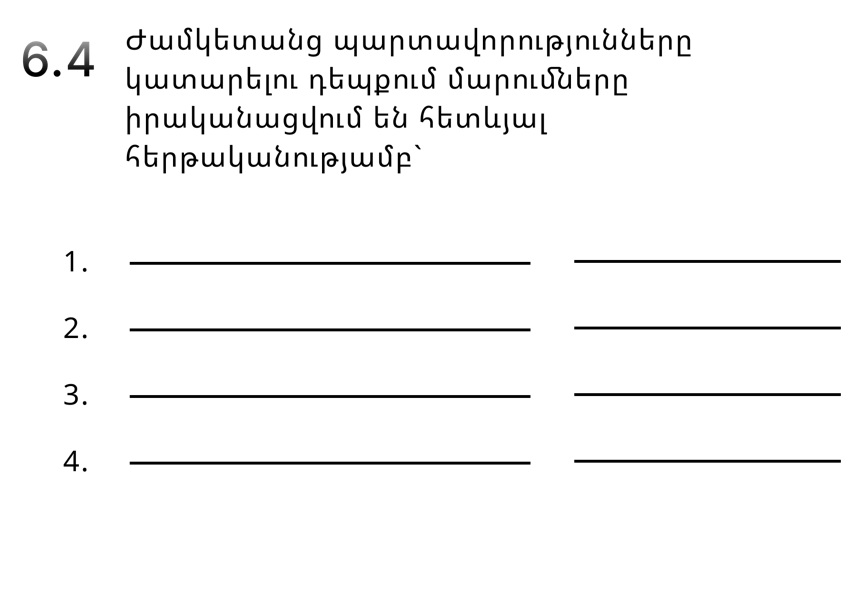 6.4 Ժամկետանց պարտավորությունները
կատարելու դեպքում մարումները
իրականացվում են հետևյալ
հերթականությամբ՝
1.
2.
3.
4.